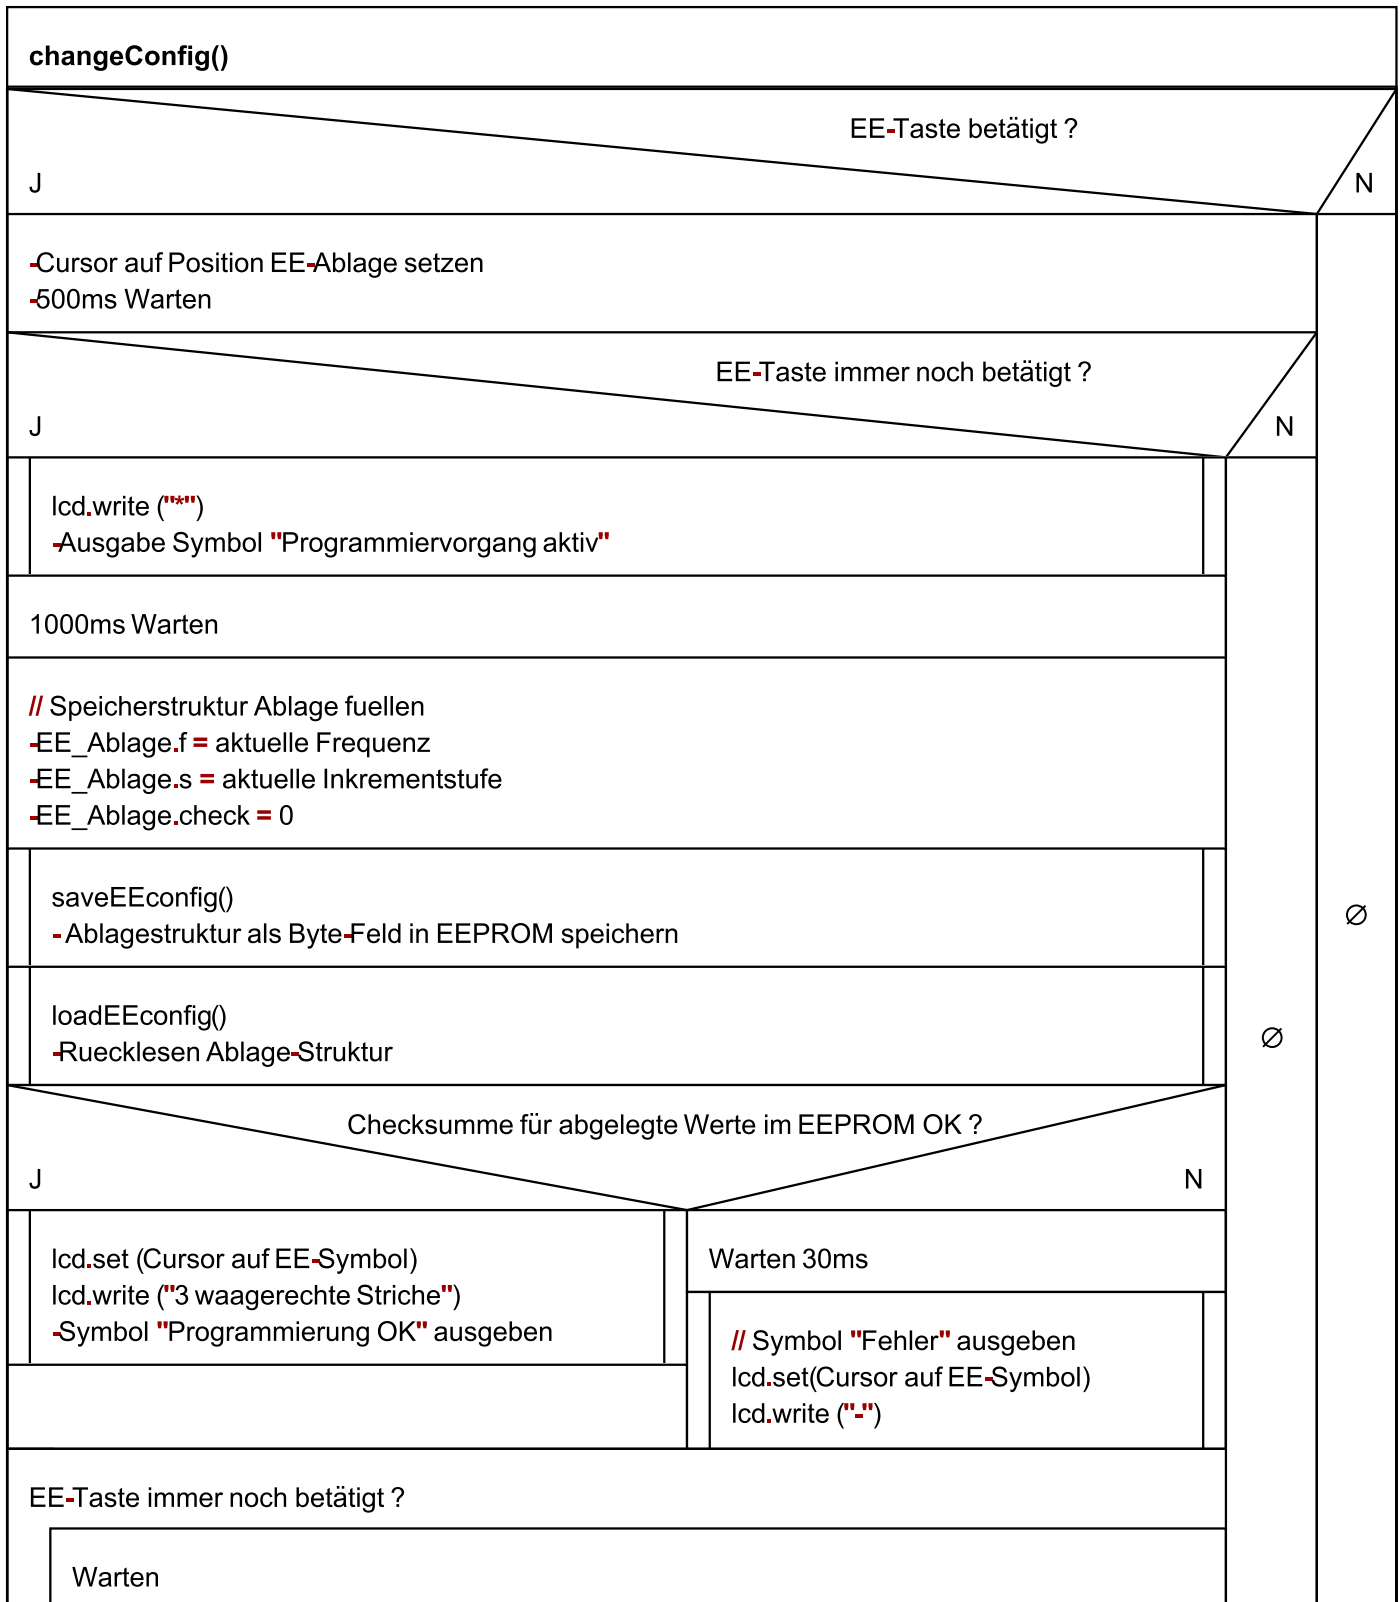 changeConfig()
EE-Taste betätigt ?
J
N
-Cursor auf Position EE-Ablage setzen
-500ms Warten
EE-Taste immer noch betätigt ?
J
N
lcd.write ("*")
-Ausgabe Symbol "Programmiervorgang aktiv"
1000ms Warten
// Speicherstruktur Ablage fuellen
-EE_Ablage.f = aktuelle Frequenz
-EE_Ablage.s = aktuelle Inkrementstufe
-EE_Ablage.check = 0
saveEEconfig()
- Ablagestruktur als Byte-Feld in EEPROM speichern
∅
loadEEconfig()
-Ruecklesen Ablage-Struktur
∅
Checksumme für abgelegte Werte im EEPROM OK ?
J
N
lcd.set (Cursor auf EE-Symbol)
lcd.write ("3 waagerechte Striche")
-Symbol "Programmierung OK" ausgeben
Warten 30ms
// Symbol "Fehler" ausgeben
lcd.set(Cursor auf EE-Symbol)
lcd.write ("-")
EE-Taste immer noch betätigt ?
Warten